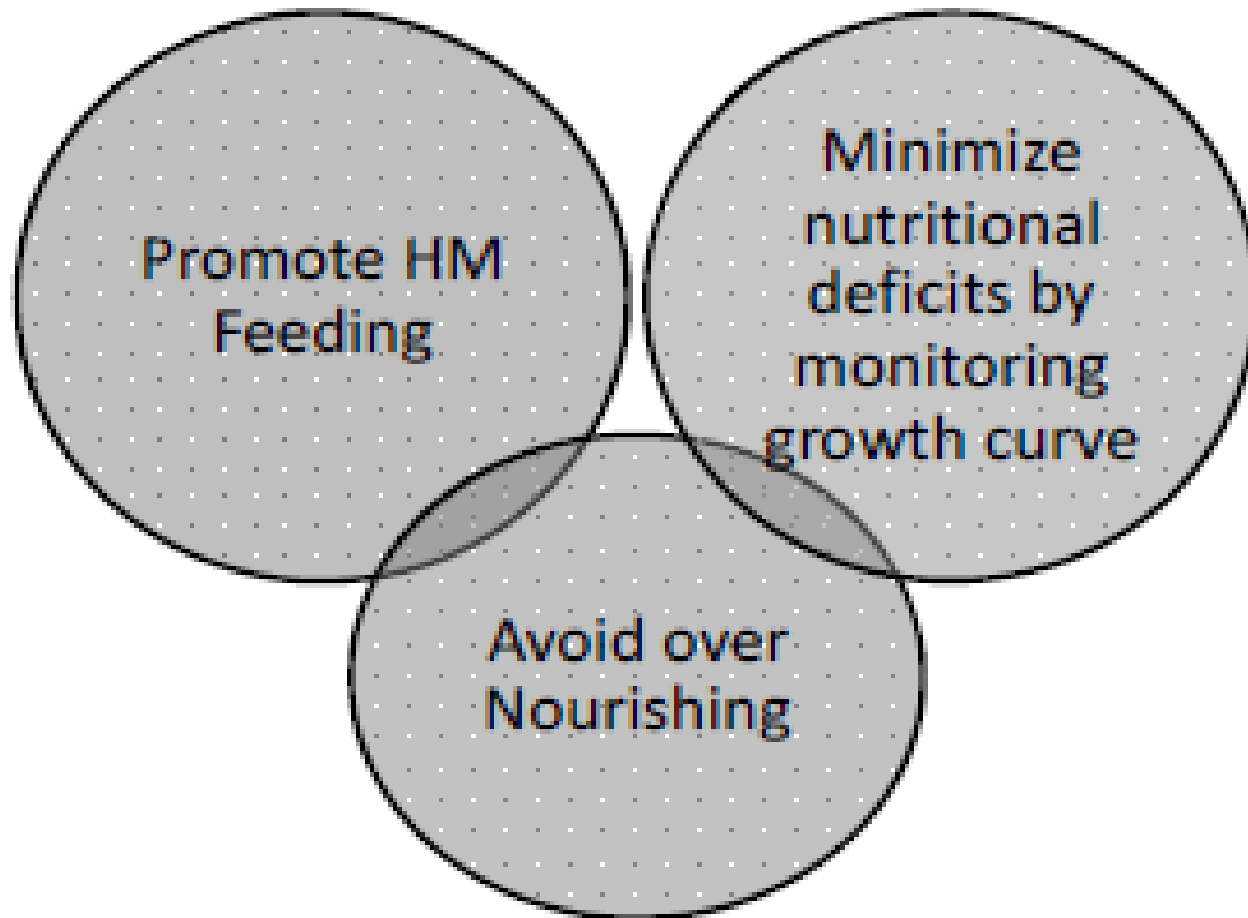 Promote HM
Feeding
Minimize
nutritional
deficits by
monitoring
growth curve
Avoid over
Nourishing